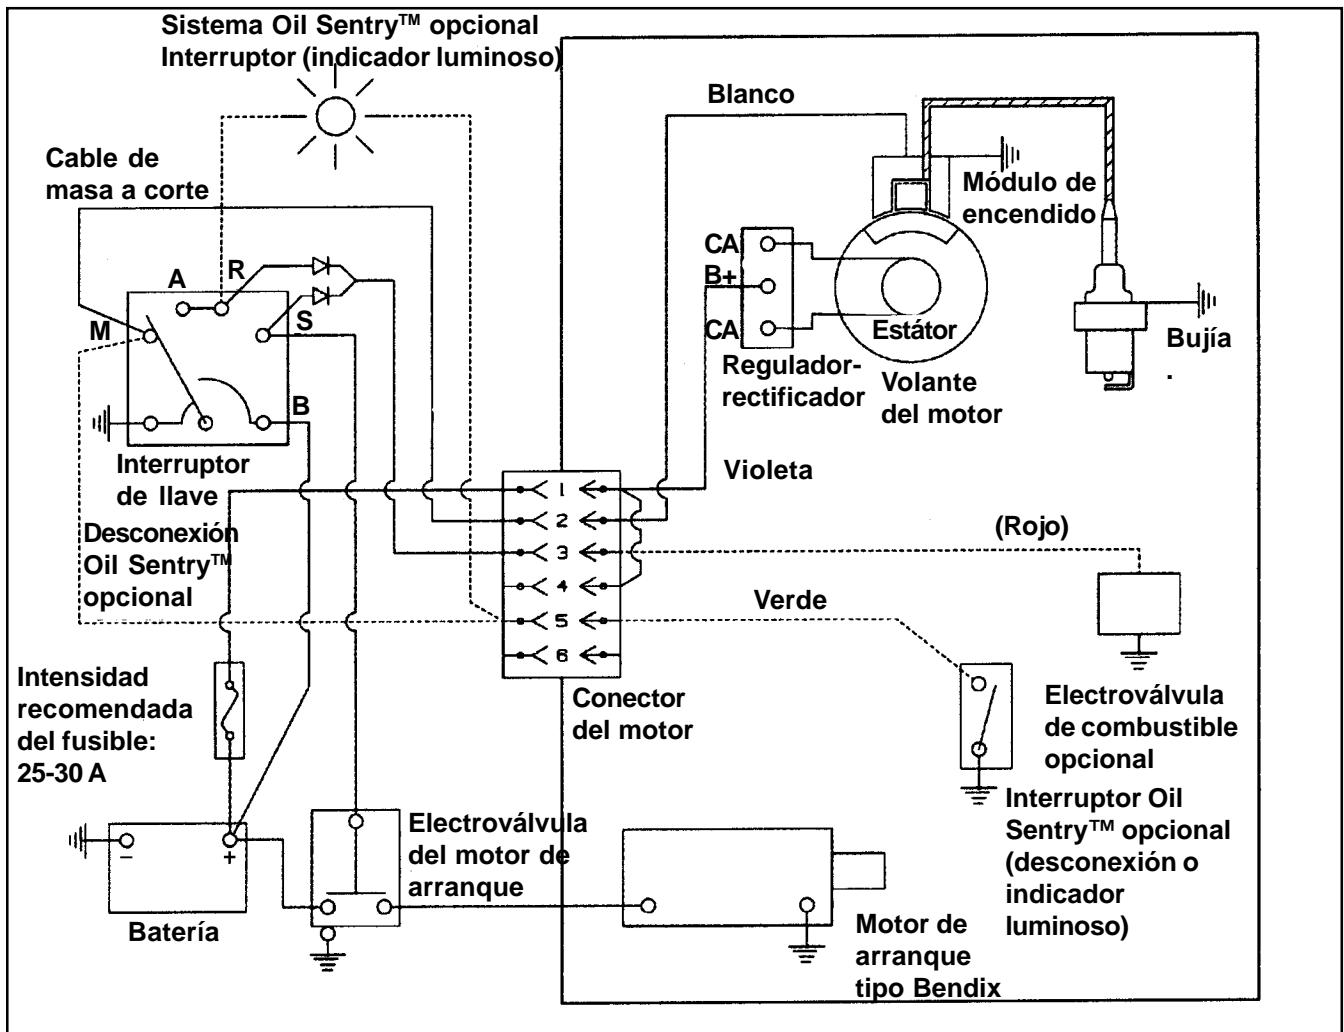 Sistema Oil Sentry™ opcional
Interruptor (indicador luminoso)
Blanco
Cable de
masa a corte
Módulo de
encendido
A
R
CA
B+
CA
M
S
Estátor
Bujía
.
Regulador-
rectificador
Volante
del motor
B
Interruptor
de llave
Violeta
1
2
3
4
5
6
Desconexión
Oil Sentry™
opcional
(Rojo)
Verde
Intensidad
recomendada
del fusible:
25-30 A
Conector
del motor
Electroválvula
de combustible
opcional
Interruptor Oil
Sentry™ opcional
(desconexión o
indicador
luminoso)
Electroválvula
del motor de
arranque
-
+
Batería
Motor de
arranque
tipo Bendix